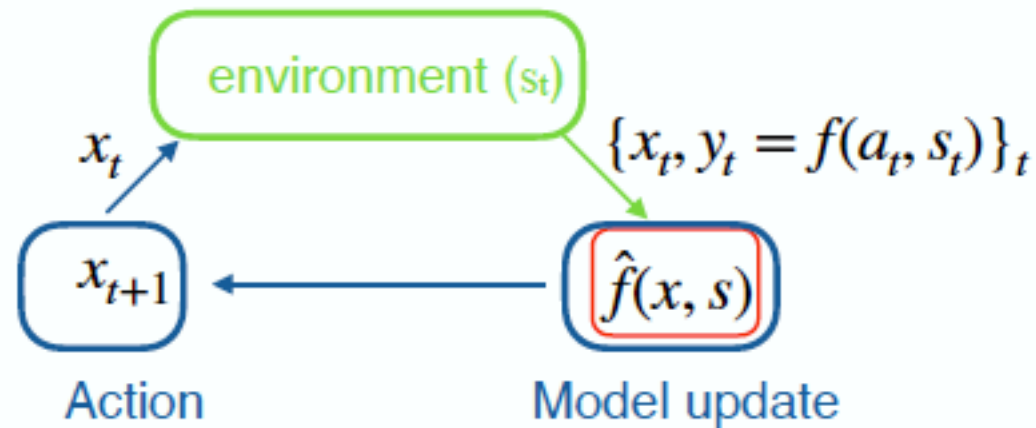 environment (sₜ)
xₜ
{xₜ, yₜ = f(aₜ, sₜ)}ₜ
xₜ₊₁
f̂(x, s)
Action
Model update